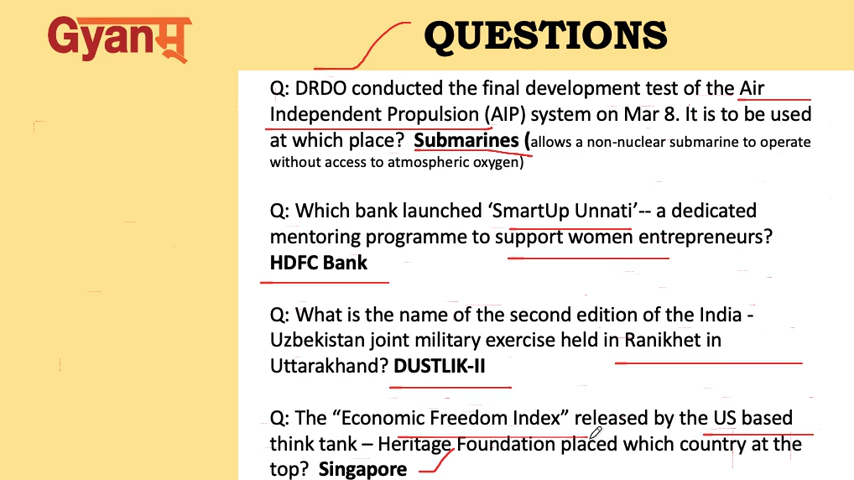 Gyanम्
QUESTIONS
Q: DRDO conducted the final development test of the Air
Independent Propulsion (AIP) system on Mar 8. It is to be used
at which place? Submarines (allows a non-nuclear submarine to operate
without access to atmospheric oxygen)
Q: Which bank launched ‘SmartUp Unnati’-- a dedicated
mentoring programme to support women entrepreneurs?
HDFC Bank
Q: What is the name of the second edition of the India -
Uzbekistan joint military exercise held in Ranikhet in
Uttarakhand? DUSTLIK-II
Q: The “Economic Freedom Index” released by the US based
think tank – Heritage Foundation placed which country at the
top? Singapore